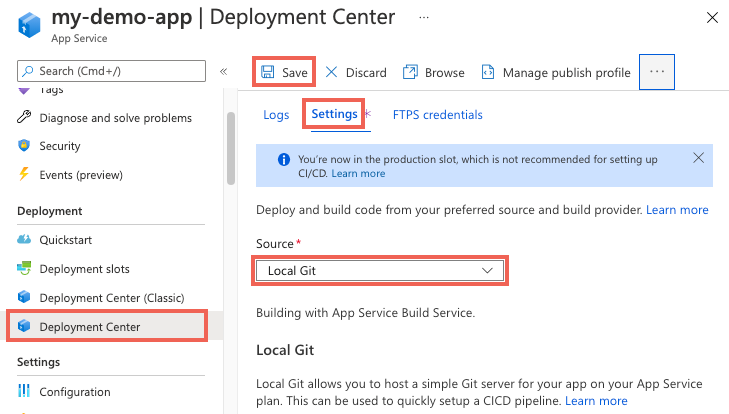 my-demo-app | Deployment Center ...
App Service
Search (Cmd+/)
«
Tags
Diagnose and solve problems
Security
Events (preview)
Deployment
Quickstart
Deployment slots
Deployment Center (Classic)
Deployment Center
Settings
Configuration
Save
Discard
Browse
Manage publish profile
...
Logs
Settings *
FTPS credentials
You're now in the production slot, which is not recommended for setting up
CI/CD. Learn more
Deploy and build code from your preferred source and build provider. Learn more
Source *
Local Git
Building with App Service Build Service.
Local Git
Local Git allows you to host a simple Git server for your app on your App Service
plan. This can be used to quickly setup a CICD pipeline. Learn more